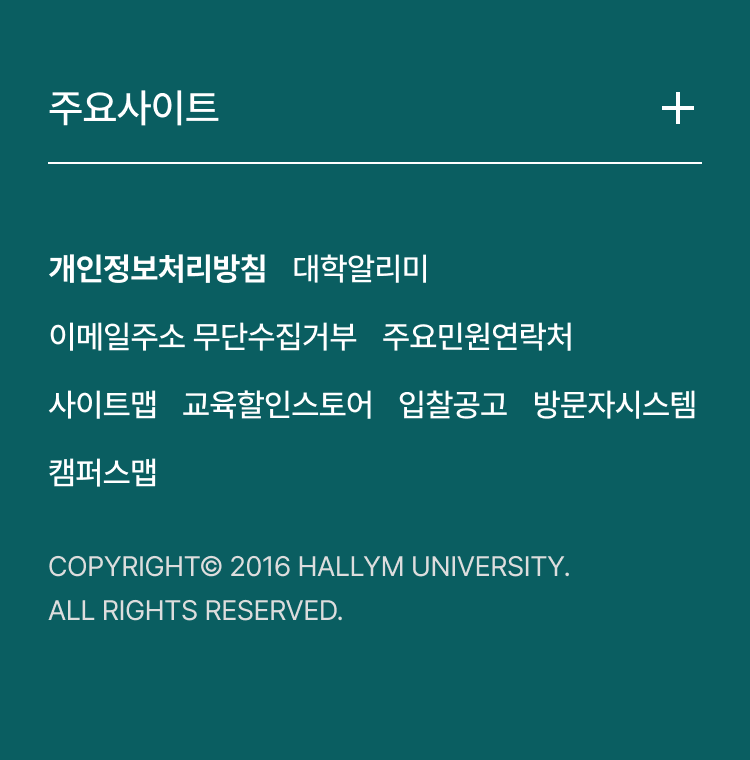 주요사이트
개인정보처리방침 대학알리미
이메일주소 무단수집거부 주요민원연락처
사이트맵 교육할인스토어 입찰공고 방문자시스템
캠퍼스맵
COPYRIGHT© 2016 HALLYM UNIVERSITY.
ALL RIGHTS RESERVED.